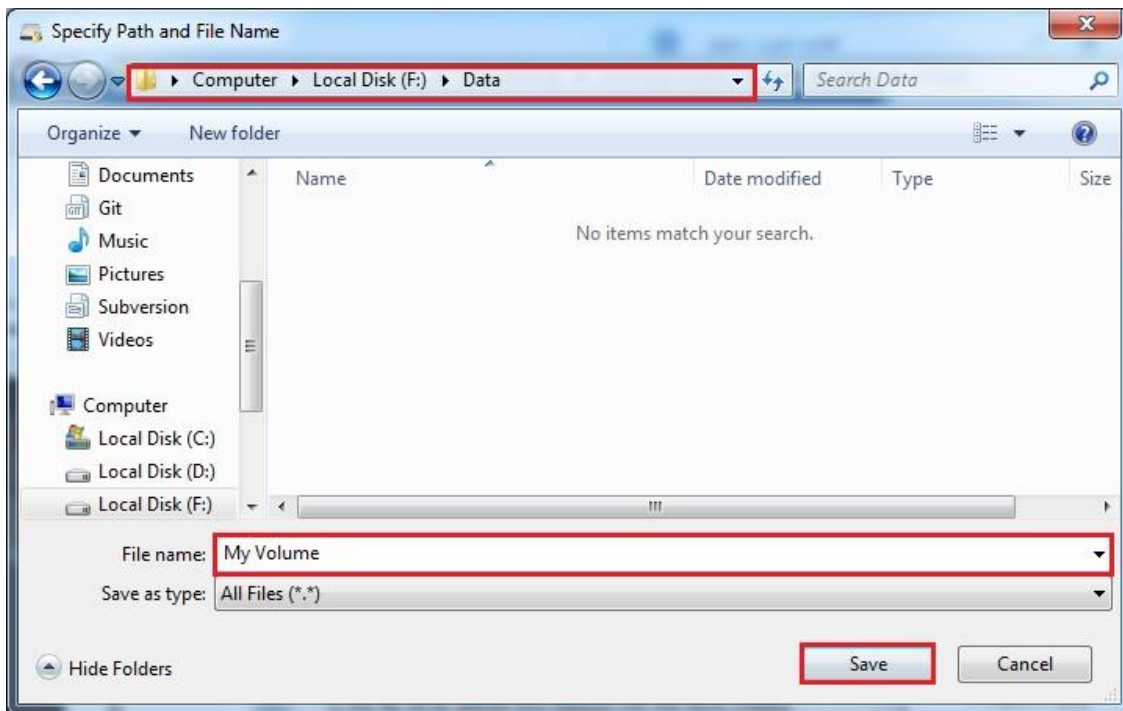 Specify Path and File Name
Computer Local Disk (F:) Data
Search Data
Organize New folder
Name Date modified Type Size
No items match your search.
Documents
Git
Music
Pictures
Subversion
Videos
Computer
Local Disk (C:)
Local Disk (D:)
Local Disk (F:)
File name: My Volume
Save as type: All Files (*.*)
Hide Folders Save Cancel